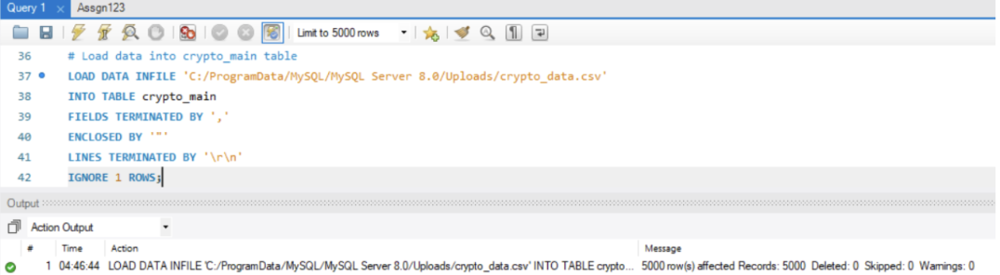 Query 1 × Assgn123
Limit to 5000 rows
36 # Load data into crypto_main table
37 LOAD DATA INFILE 'C:/ProgramData/MySQL/MySQL Server 8.0/Uploads/crypto_data.csv'
38 INTO TABLE crypto_main
39 FIELDS TERMINATED BY ','
40 ENCLOSED BY '"'
41 LINES TERMINATED BY '\r\n'
42 IGNORE 1 ROWS;
Output
Action Output
# Time Action Message
1 04:46:44 LOAD DATA INFILE 'C:/ProgramData/MySQL/MySQL Server 8.0/Uploads/crypto_data.csv' INTO TABLE crypto... 5000 row(s) affected Records: 5000 Deleted: 0 Skipped: 0 Warnings: 0